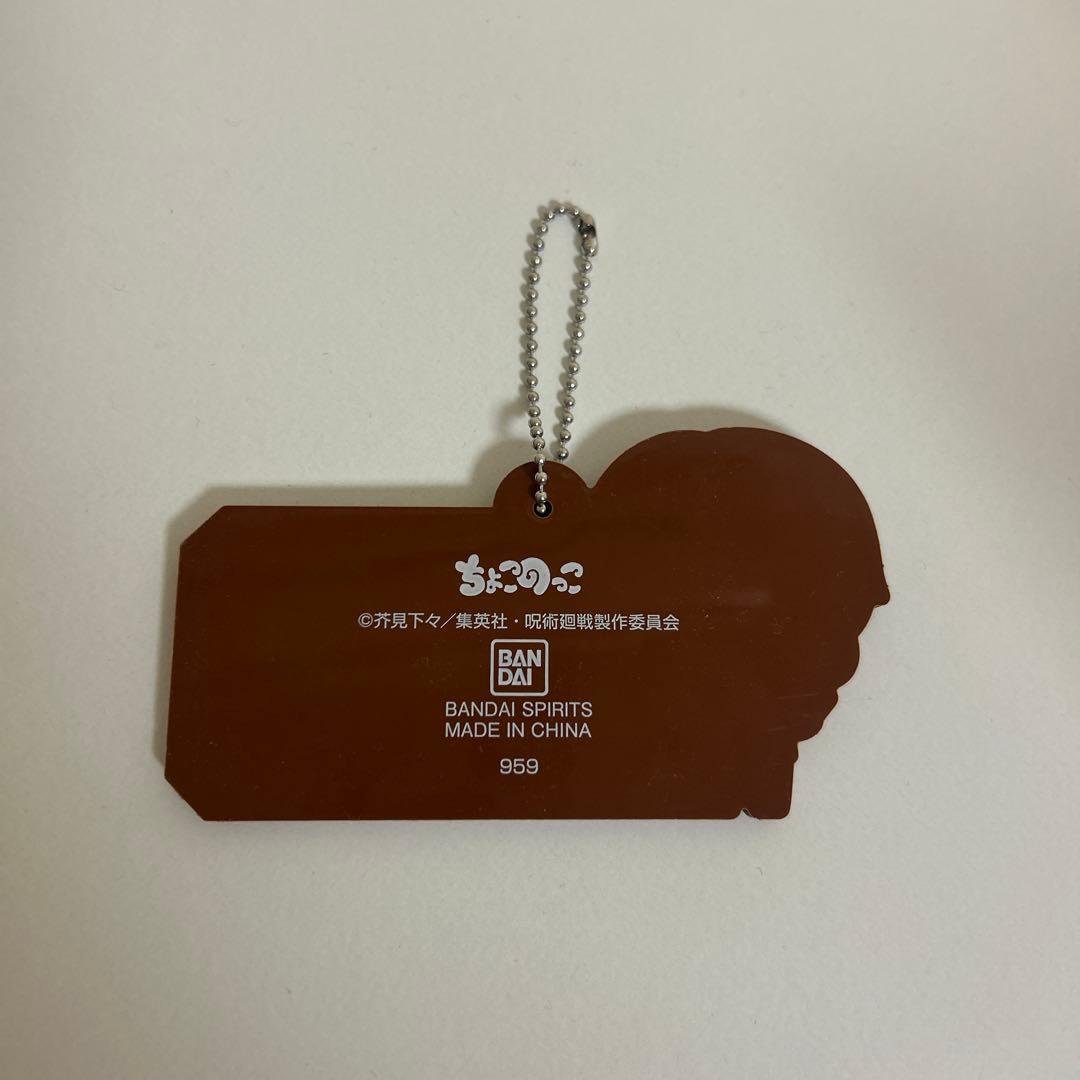 ちよこのっこ
©芥見下々／集英社・呪術廻戦製作委員会
BAN
DAI
BANDAI SPIRITS
MADE IN CHINA
959